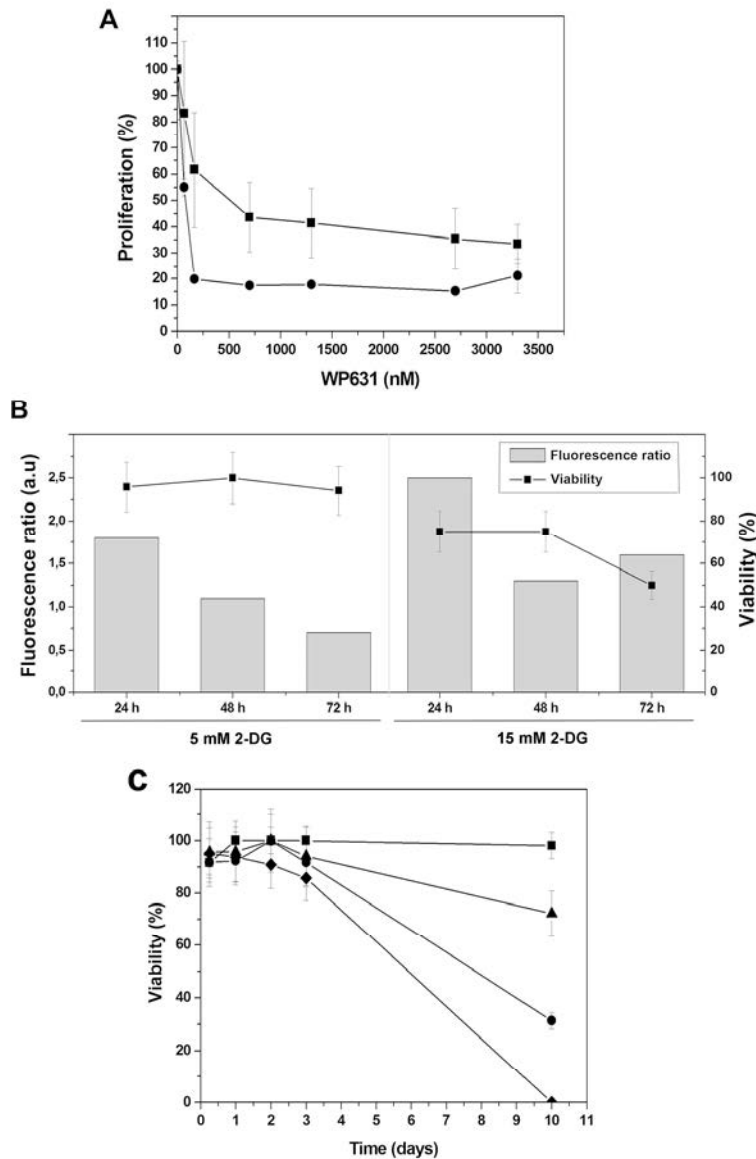 A
Proliferation (%)
110
100
90
80
70
60
50
40
30
20
10
0
0 500 1000 1500 2000 2500 3000 3500
WP631 (nM)
B
Fluorescence ratio (a.u)
2,5
2,0
1,5
1,0
0,5
0,0
Fluorescence ratio
Viability
100
80
60
40
20
0
Viability (%)
24 h 48 h 72 h 24 h 48 h 72 h
5 mM 2-DG 15 mM 2-DG
C
Viability (%)
120
100
80
60
40
20
0
0 1 2 3 4 5 6 7 8 9 10 11
Time (days)